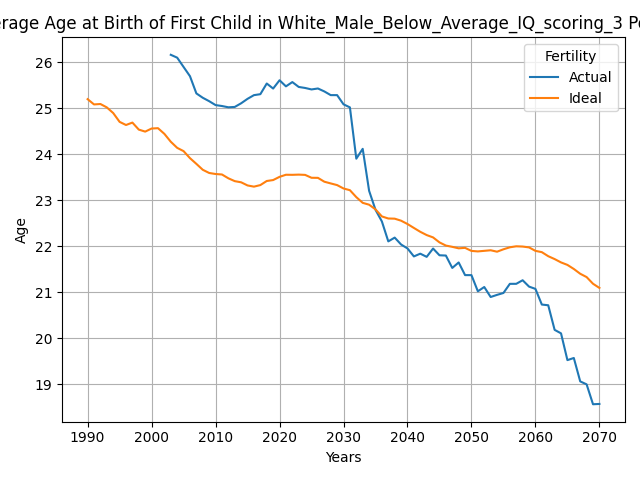 erage Age at Birth of First Child in White_Male_Below_Average_IQ_scoring_3 Po
Fertility
Actual
Ideal
26
25
24
23
22
21
20
19
Age
1990 2000 2010 2020 2030 2040 2050 2060 2070
Years